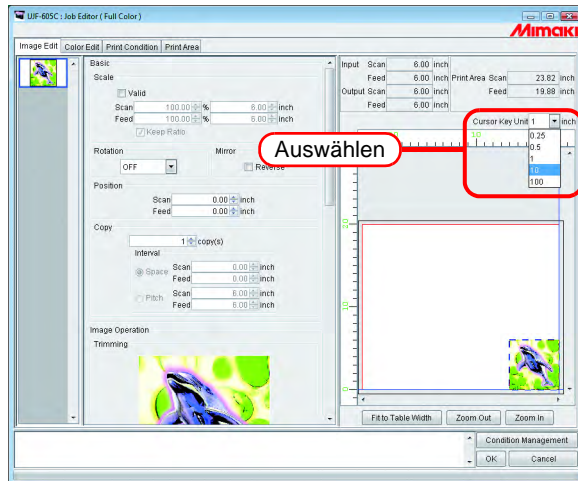 UJF-605C : Job Editor ( Full Color )
Mimaki
Image Edit Color Edit Print Condition Print Area
Basic
Scale
Valid
Scan 100.00 % 6.00 inch
Feed 100.00 % 6.00 inch
Keep Ratio
Rotation Mirror
OFF Reverse
Position
Scan 0.00 inch
Feed 0.00 inch
Copy
1 copy(s)
Interval
Space Scan 0.00 inch
Feed 0.00 inch
Pitch Scan 6.00 inch
Feed 6.00 inch
Image Operation
Trimming
Input Scan 6.00 inch
Feed 6.00 inch Print Area Scan 23.82 inch
Output Scan 6.00 inch Feed 19.88 inch
Feed 6.00 inch
Cursor Key Unit 1 inch
0.25
0.5
1
10
100
Auswählen
10
20
10
0
Fit to Table Width Zoom Out Zoom In
Condition Management
OK Cancel